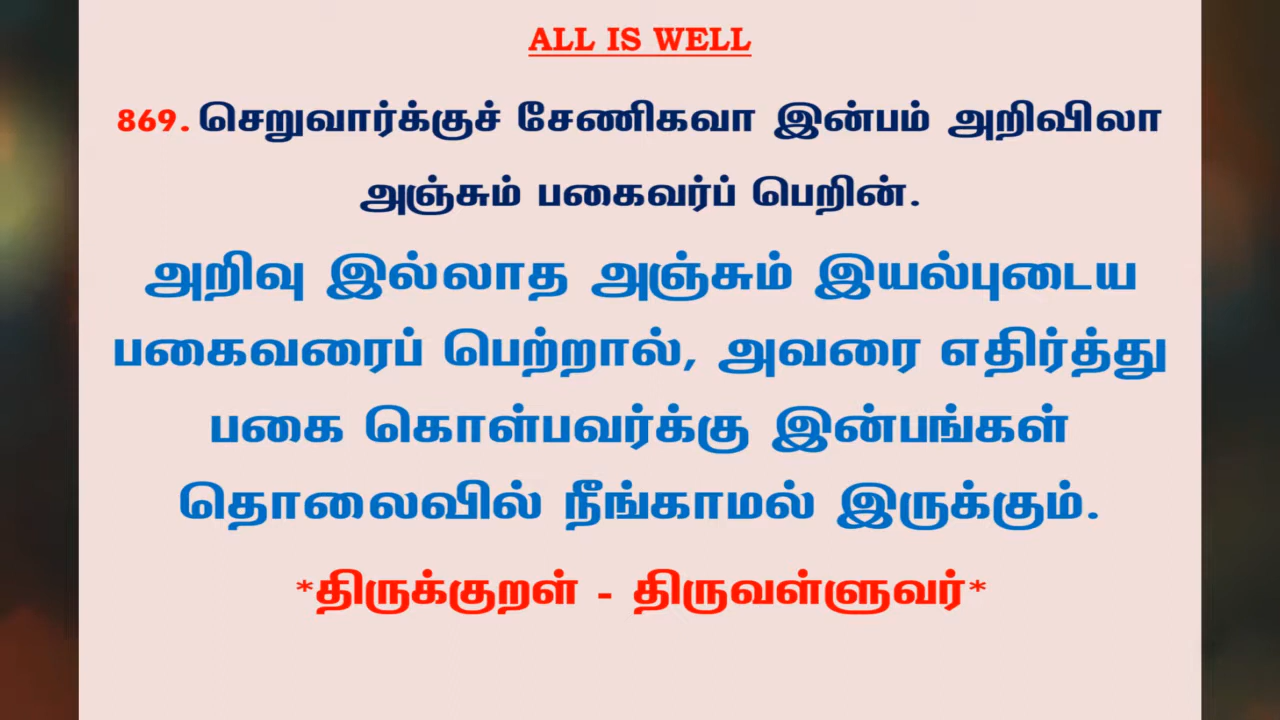 ALL IS WELL
869. செறுவார்க்குச் சேணிகவா இன்பம் அறிவிலா
அஞ்சும் பகைவர்ப் பெறின்.
அறிவு இல்லாத அஞ்சும் இயல்புடைய
பகைவரைப் பெற்றால், அவரை எதிர்த்து
பகை கொள்பவர்க்கு இன்பங்கள்
தொலைவில் நீங்காமல் இருக்கும்.
*திருக்குறள் - திருவள்ளுவர்*